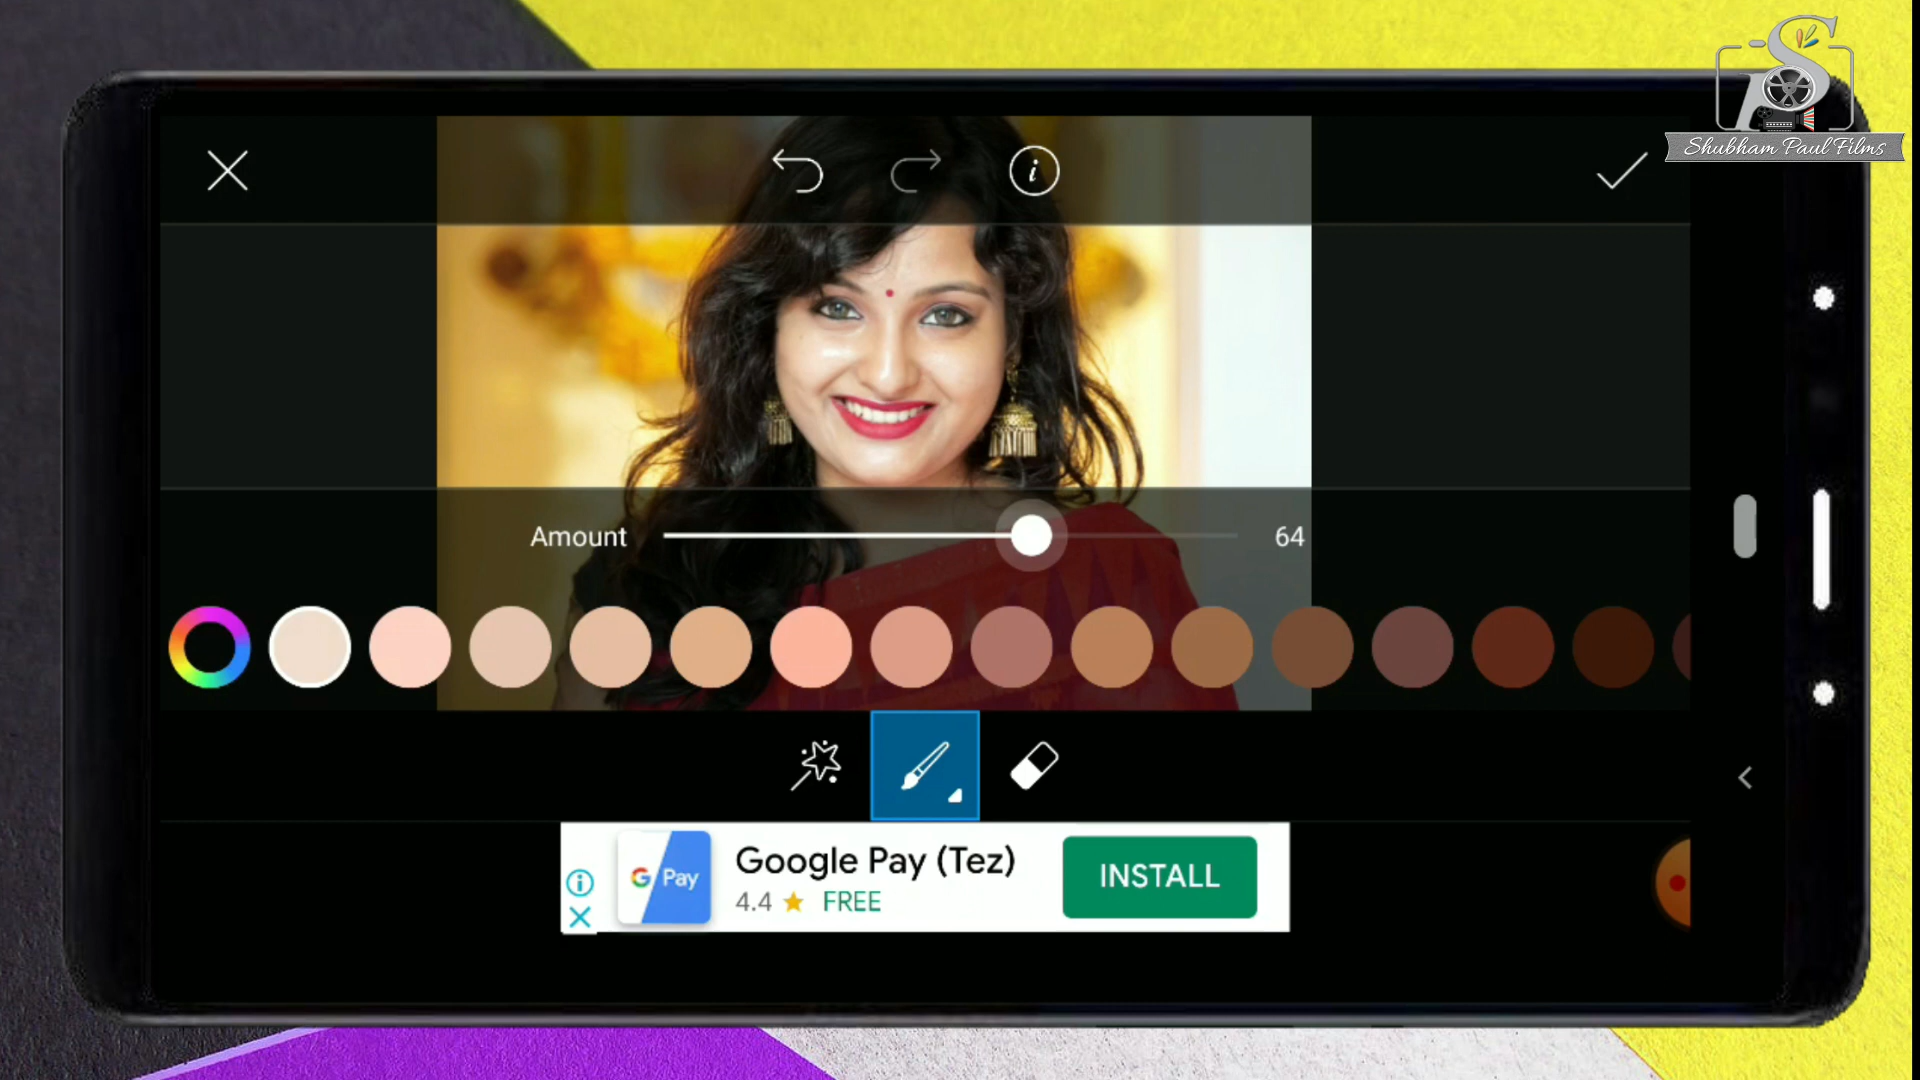 Shubham Paul Films
Amount 64
Google Pay (Tez)
G Pay
4.4 ★ FREE
INSTALL